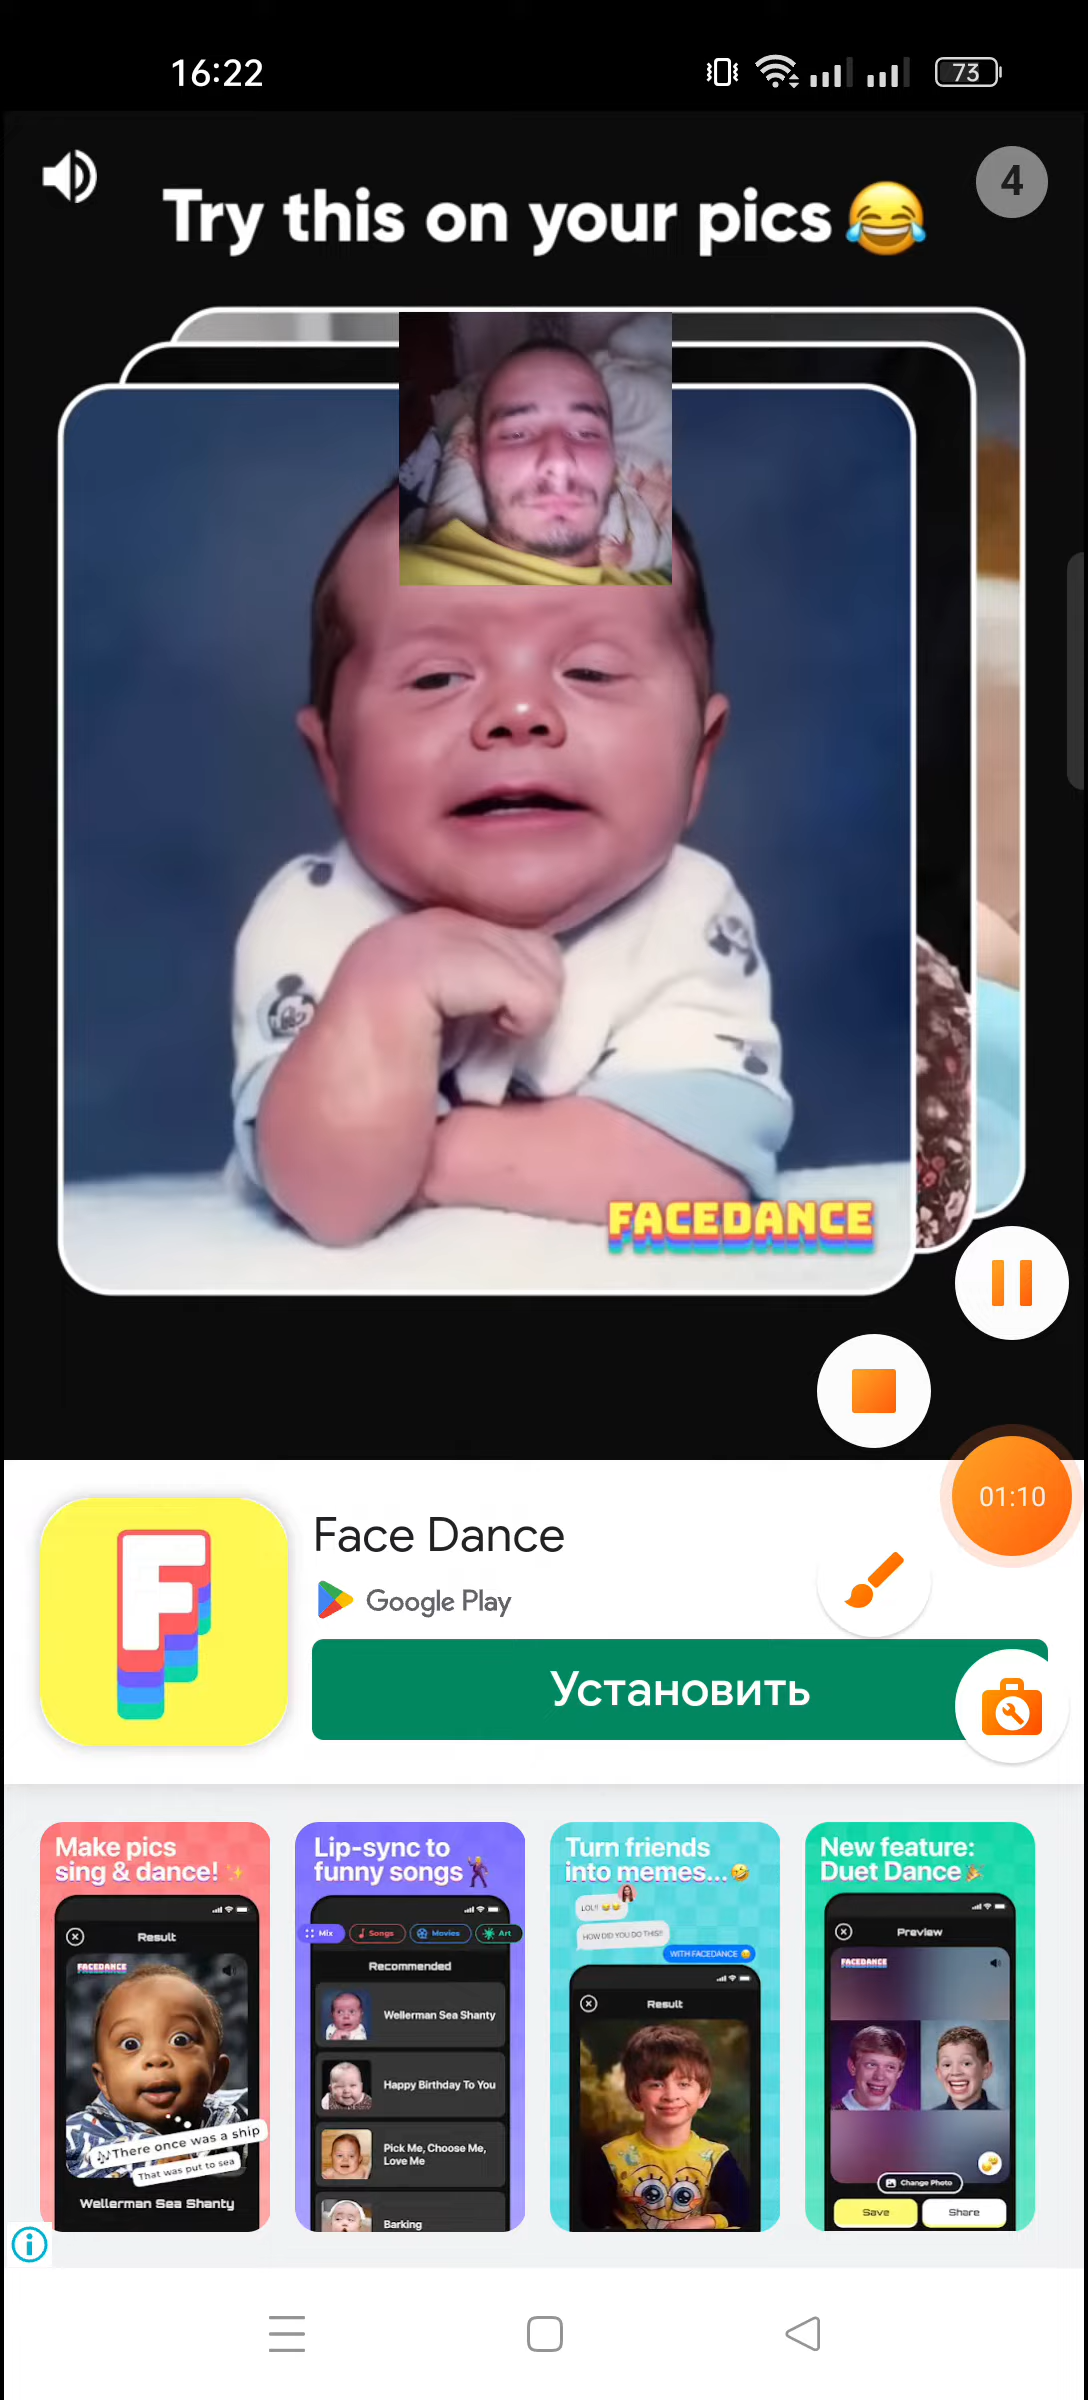 16:22
73
4
Try this on your pics
FACEDANCE
01:10
Face Dance
Google Play
Установить
Make pics
sing & dance!
Result
FACEDANCE
There once was a ship
That was put to sea
Wellerman Sea Shanty
Lip-sync to
funny songs
Mix
Songs
Movies
Art
Recommended
Wellerman Sea Shanty
Happy Birthday To You
Pick Me, Choose Me,
Love Me
Barking
Turn friends
into memes...
LOL!!
HOW DID YOU DO THIS!!
WITH FACEDANCE
Result
New feature:
Duet Dance
Preview
FACEDANCE
Change Photo
Save
Share